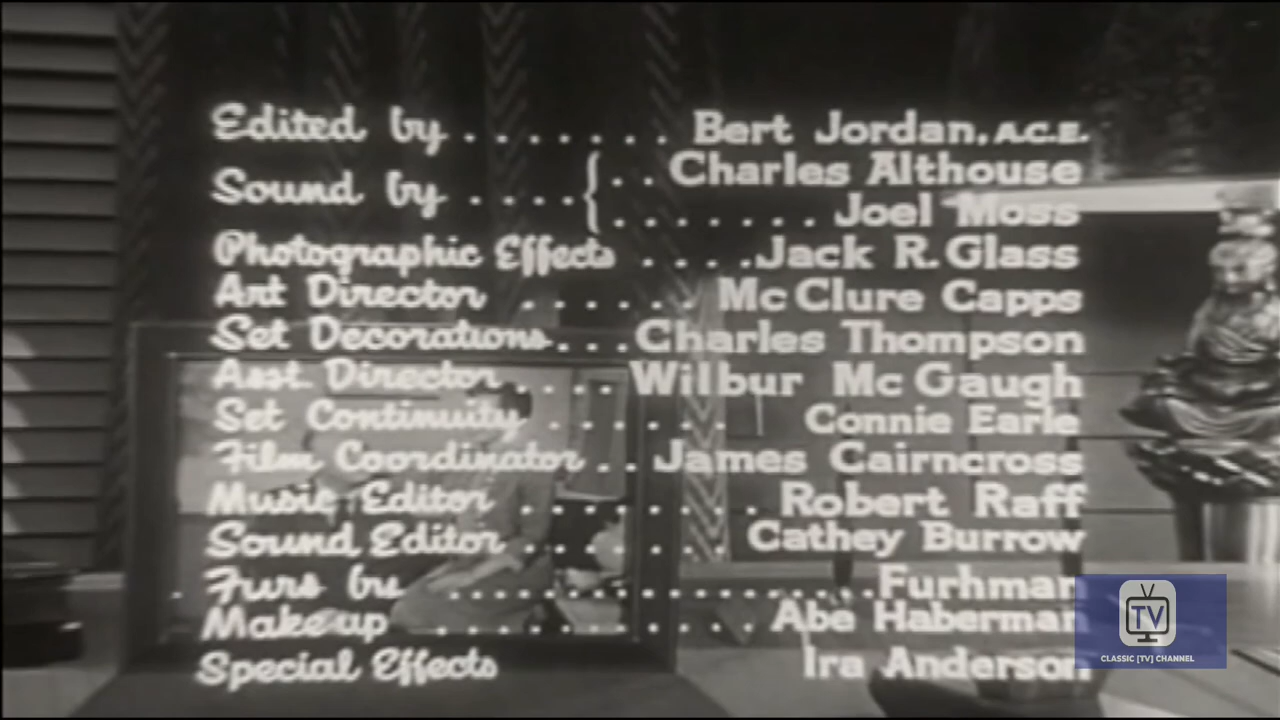 Edited by . . . . . . . Bert Jordan, A.C.E.
Sound by . . . . { . . Charles Althouse
. . . . . . . Joel Moss
Photographic Effects . . . . Jack R. Glass
Art Director . . . . . . McClure Capps
Set Decorations . . . Charles Thompson
Asst. Director . . . . Wilbur McGaugh
Set Continuity . . . . . . Connie Earle
Film Coordinator . . James Cairncross
Music Editor . . . . . . . . Robert Raff
Sound Editor . . . . . . . Cathey Burrow
. Furs by . . . . . . . . . . . . . . . . . . . Furhman
Makeup . . . . . . . . . . . Abe Haberman
Special Effects Ira Anderson
TV
CLASSIC [TV] CHANNEL